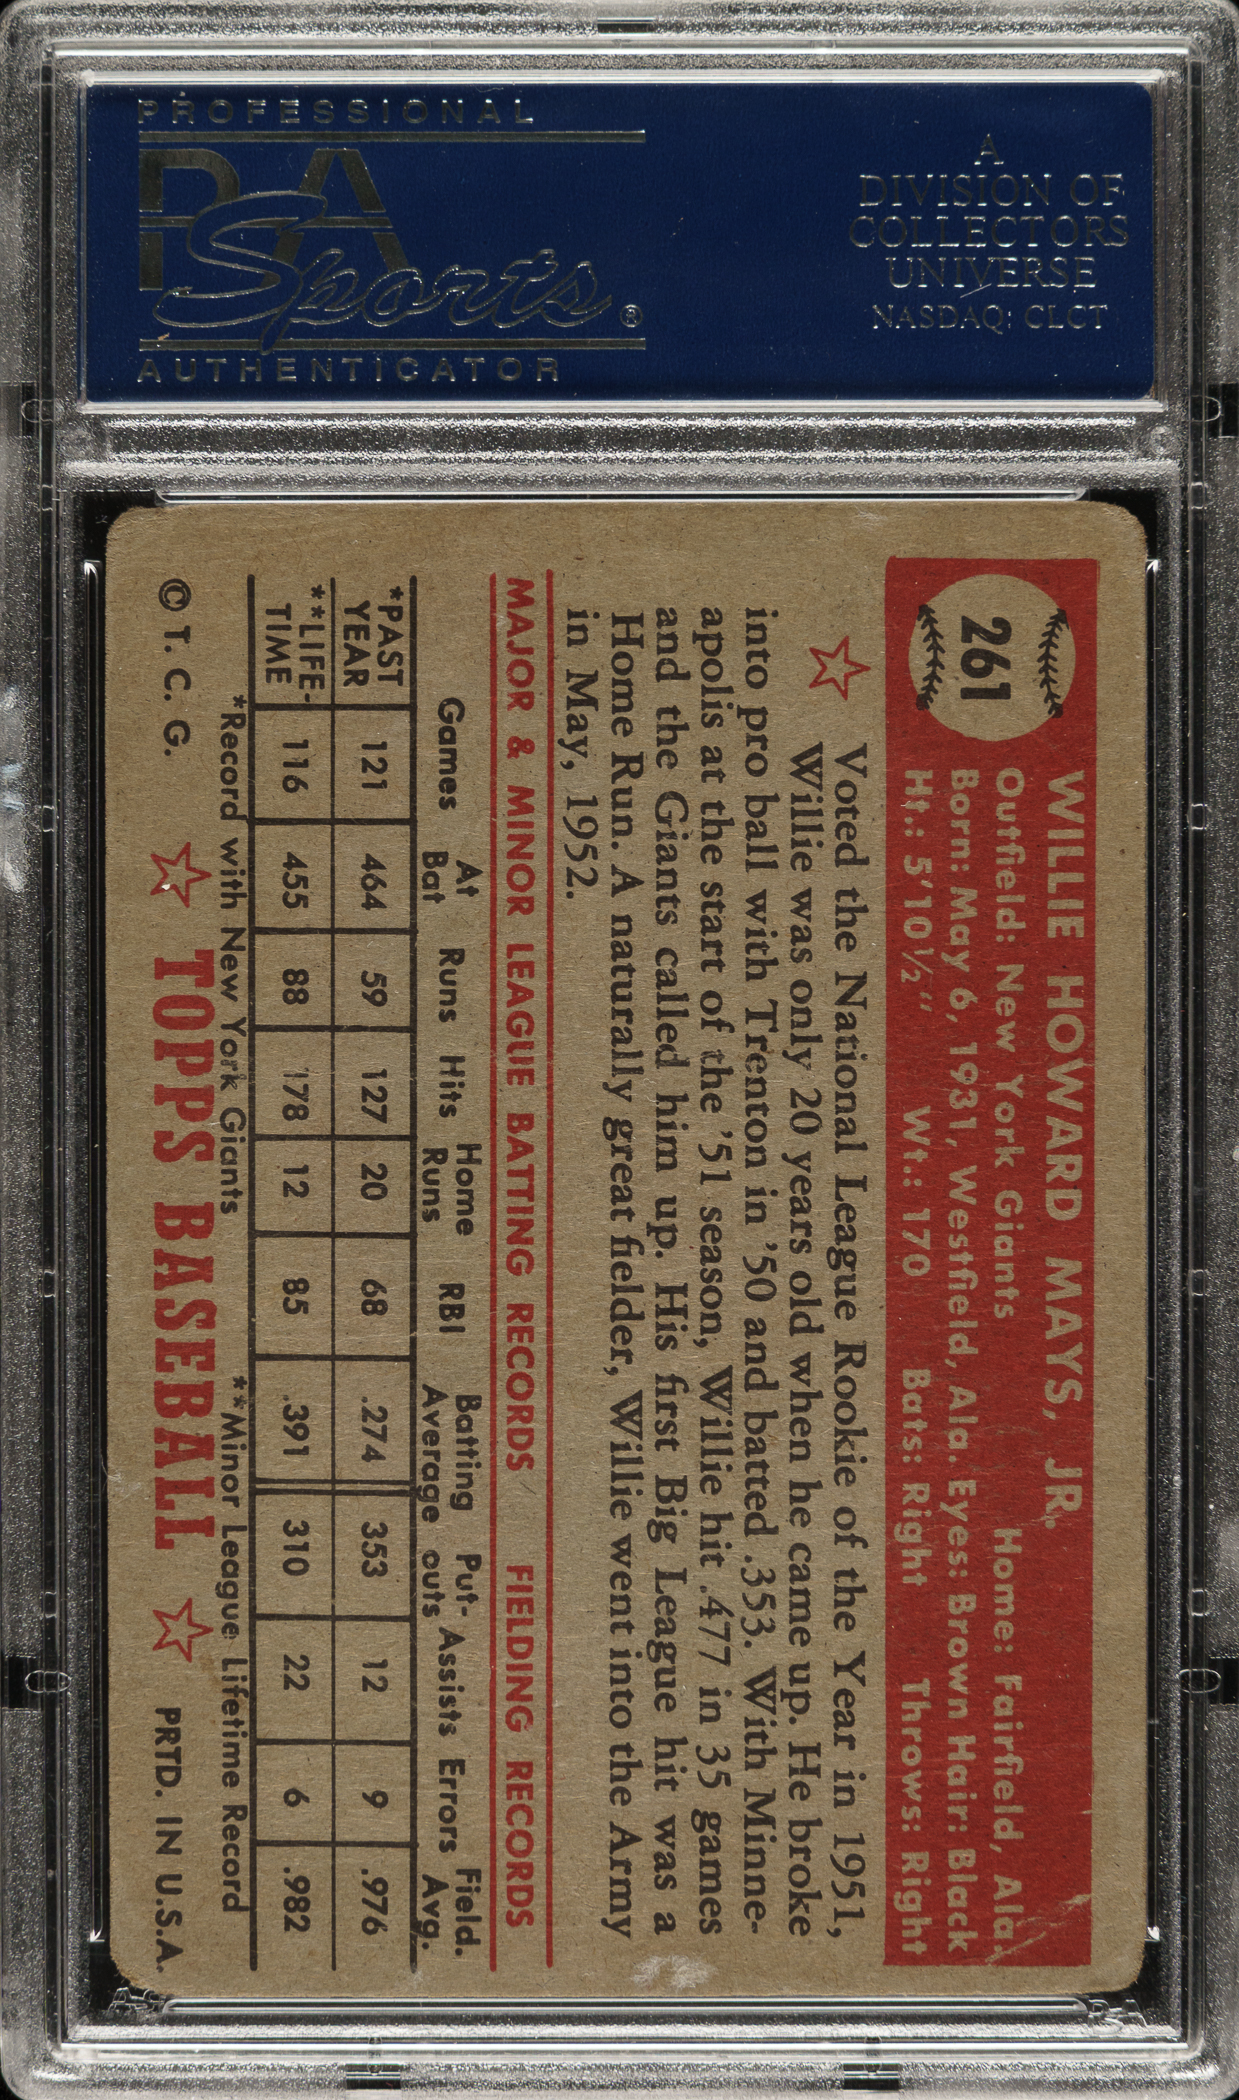 PROFESSIONAL
PSA
Sports®
AUTHENTICATOR
A
DIVISION OF
COLLECTORS
UNIVERSE
NASDAQ: CLCT
261
WILLIE HOWARD MAYS, JR.
Outfield: New York Giants Home: Fairfield, Ala.
Born: May 6, 1931, Westfield, Ala. Eyes: Brown Hair: Black
Ht.: 5'10½" Wt.: 170 Bats: Right Throws: Right
Voted the National League Rookie of the Year in 1951,
Willie was only 20 years old when he came up. He broke
into pro ball with Trenton in '50 and batted .353. With Minne-
apolis at the start of the '51 season, Willie hit .477 in 35 games
and the Giants called him up. His first Big League hit was a
Home Run. A naturally great fielder, Willie went into the Army
in May, 1952.
MAJOR & MINOR LEAGUE BATTING RECORDS FIELDING RECORDS
Games At Bat Runs Hits Home Runs RBI Batting Average Put-outs Assists Errors Field. Avg.
*PAST YEAR 121 464 59 127 20 68 .274 353 12 9 .976
**LIFE-TIME 116 455 88 178 12 85 .391 310 22 6 .982
*Record with New York Giants **Minor League Lifetime Record
© T. C. G. TOPPS BASEBALL PRTD. IN U.S.A.